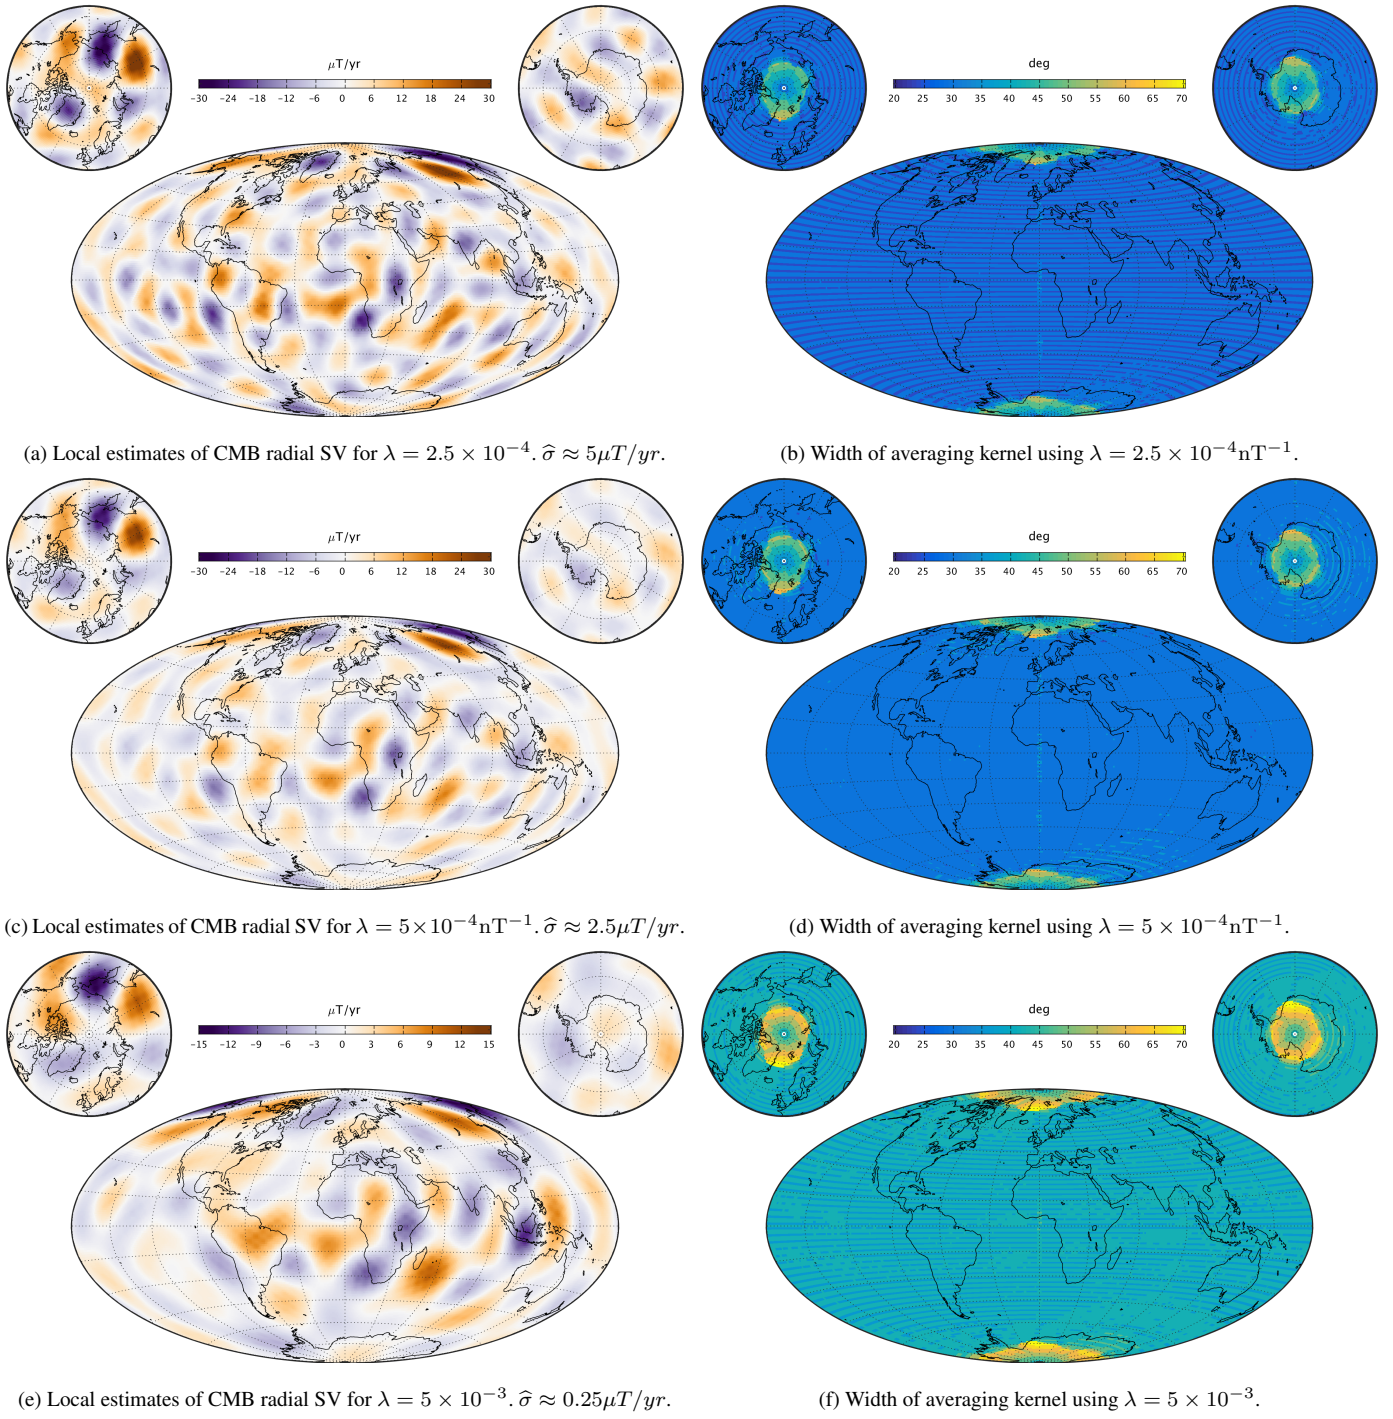 μT/yr
−30 −24 −18 −12 −6 0 6 12 18 24 30
deg
20 25 30 35 40 45 50 55 60 65 70
(a) Local estimates of CMB radial SV for λ = 2.5 × 10⁻⁴. σ̂ ≈ 5μT/yr.
(b) Width of averaging kernel using λ = 2.5 × 10⁻⁴nT⁻¹.
μT/yr
−30 −24 −18 −12 −6 0 6 12 18 24 30
deg
20 25 30 35 40 45 50 55 60 65 70
(c) Local estimates of CMB radial SV for λ = 5×10⁻⁴nT⁻¹. σ̂ ≈ 2.5μT/yr.
(d) Width of averaging kernel using λ = 5 × 10⁻⁴nT⁻¹.
μT/yr
−15 −12 −9 −6 −3 0 3 6 9 12 15
deg
20 25 30 35 40 45 50 55 60 65 70
(e) Local estimates of CMB radial SV for λ = 5 × 10⁻³. σ̂ ≈ 0.25μT/yr.
(f) Width of averaging kernel using λ = 5 × 10⁻³.